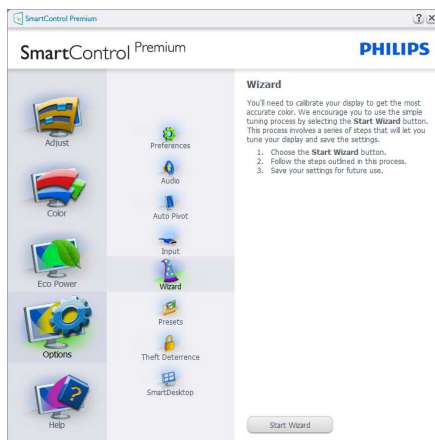 SmartControl Premium
SmartControl Premium
PHILIPS
Adjust
Color
Eco Power
Options
Help
Preferences
Audio
Auto Pivot
Input
Wizard
Presets
Theft Deterrence
SmartDesktop
Wizard
You'll need to calibrate your display to get the most
accurate color. We encourage you to use the simple
tuning process by selecting the Start Wizard button.
This process involves a series of steps that will let you
tune your display and save the settings.
1. Choose the Start Wizard button.
2. Follow the steps outlined in this process.
3. Save your settings for future use.
Start Wizard